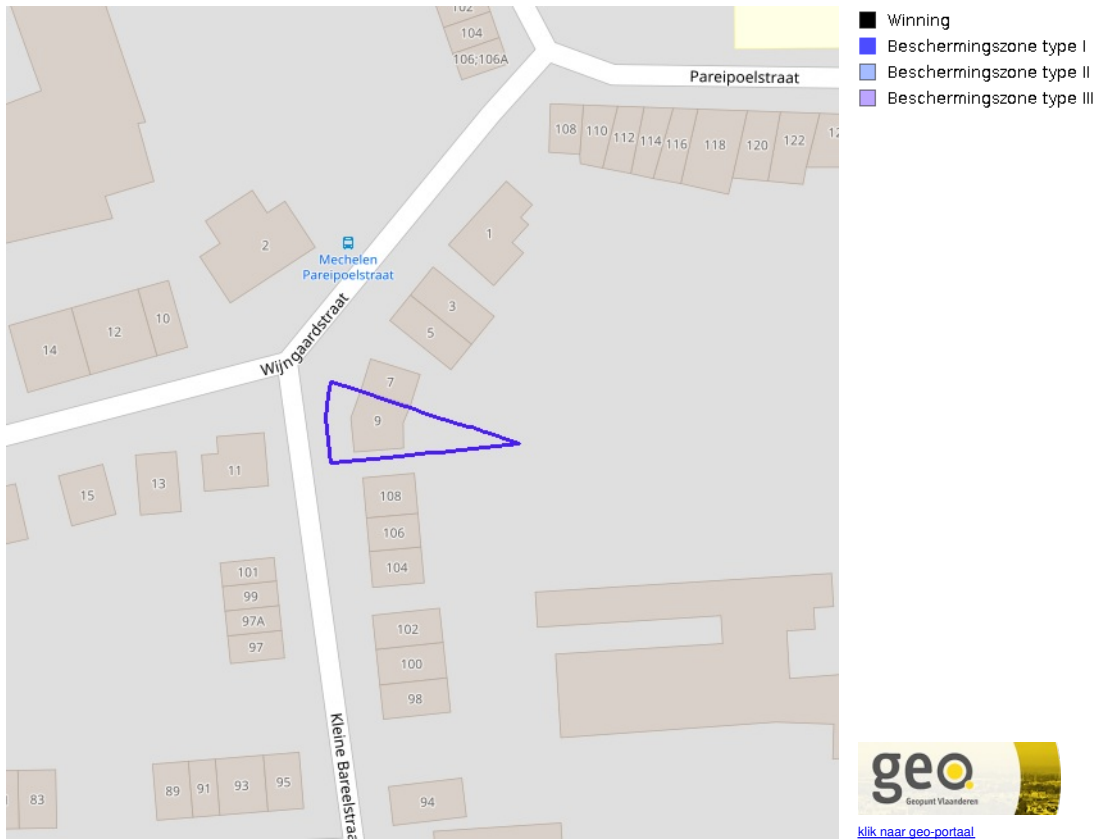 102
104
106;106A
Pareipoelstraat
108
110
112
114
116
118
120
122
1
2
Mechelen
Pareipoelstraat
3
5
10
12
14
Wijngaardstraat
7
9
11
13
15
108
106
104
101
99
97A
97
102
100
98
Kleine Bareelstraa
89
91
93
95
83
94
Winning
Beschermingszone type I
Beschermingszone type II
Beschermingszone type III
geo
Geopunt Vlaanderen
klik naar geo-portaal